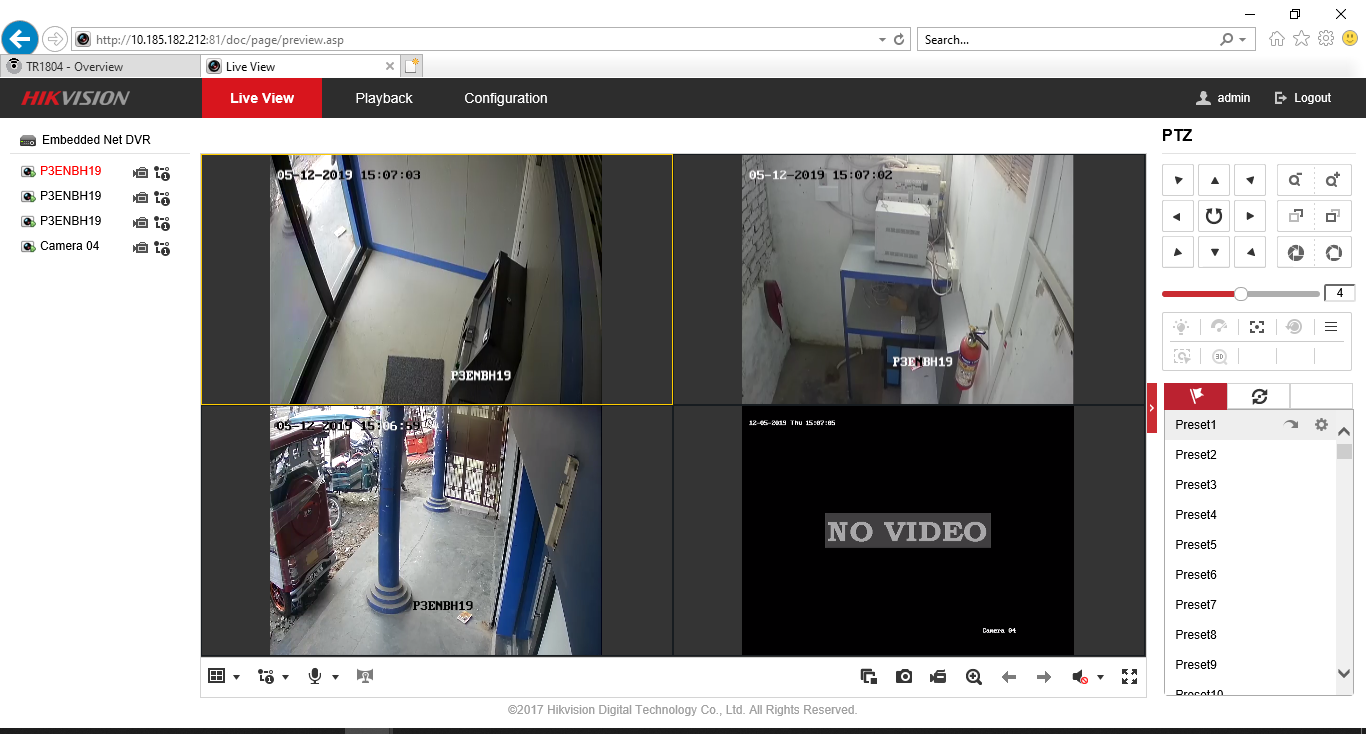 http://10.185.182.212:81/doc/page/preview.asp
Search...
TR1804 - Overview
Live View
HIKVISION
Live View
Playback
Configuration
admin
Logout
Embedded Net DVR
P3ENBH19
P3ENBH19
P3ENBH19
Camera 04
05-12-2019 15:07:03
P3ENBH19
05-12-2019 15:07:02
P3ENBH19
05-12-2019 15:06:59
P3ENBH19
12-05-2019 Thu 15:07:05
NO VIDEO
Camera 04
PTZ
4
3D
Preset1
Preset2
Preset3
Preset4
Preset5
Preset6
Preset7
Preset8
Preset9
Preset10
©2017 Hikvision Digital Technology Co., Ltd. All Rights Reserved.